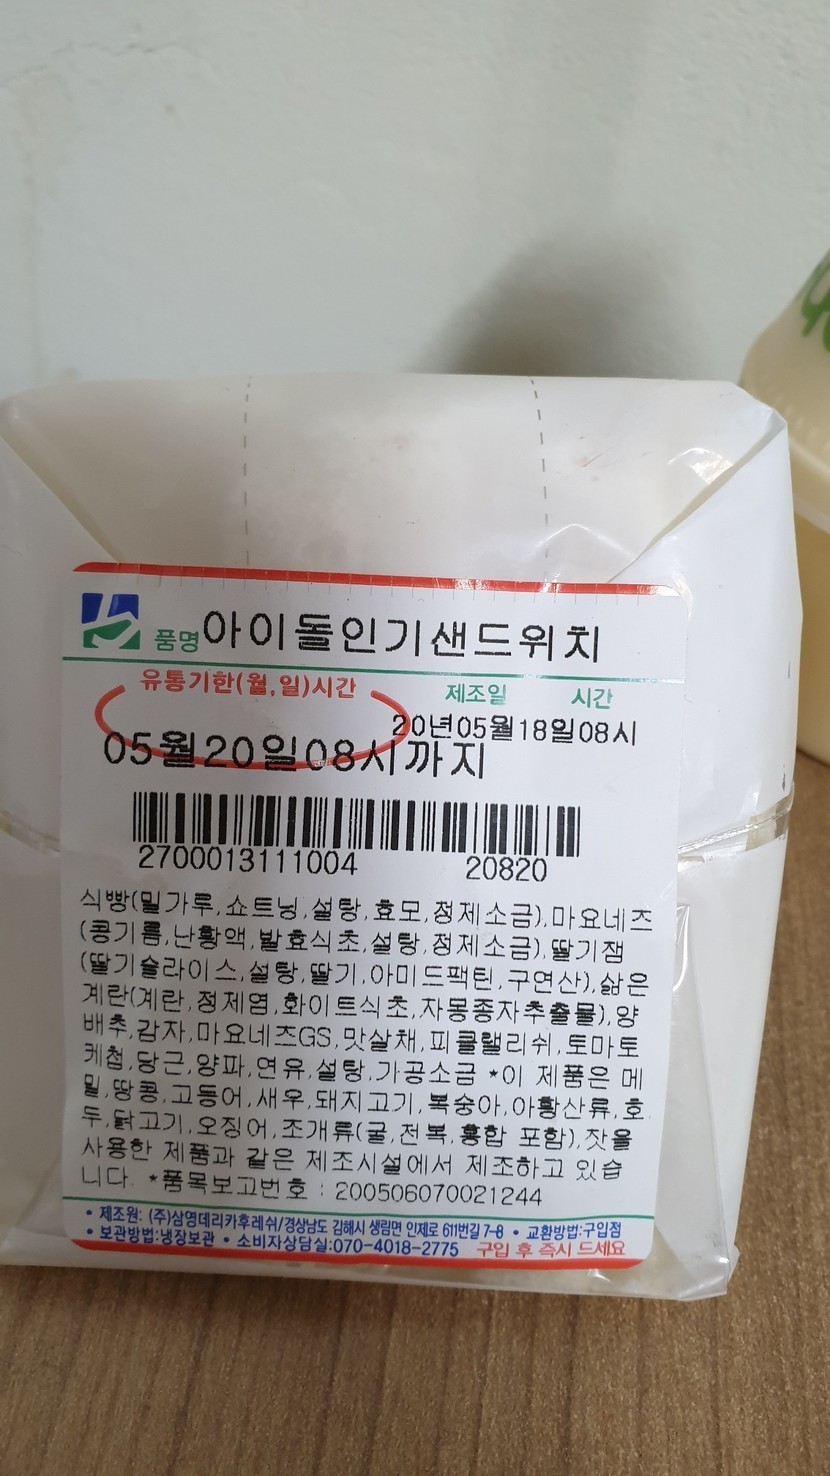 품명 아이돌인기샌드위치
유통기한(월,일)시간 제조일 시간
20년05월18일08시
05월20일08시까지
2700013111004 20820
식빵(밀가루,쇼트닝,설탕,효모,정제소금),마요네즈
(콩기름,난황액,발효식초,설탕,정제소금),딸기잼
(딸기슬라이스,설탕,딸기,아미드팩틴,구연산),삶은
계란(계란,정제염,화이트식초,자몽종자추출물),양
배추,감자,마요네즈GS,맛살채,피클랠리쉬,토마토
케첩,당근,양파,연유,설탕,가공소금 *이 제품은 메
밀,땅콩,고등어,새우,돼지고기,복숭아,아황산류,호
두,닭고기,오징어,조개류(굴,전복,홍합 포함),잣을
사용한 제품과 같은 제조시설에서 제조하고 있습
니다. *품목보고번호 : 200506070021244
• 제조원: (주)삼영데리카후레쉬/경상남도 김해시 생림면 인제로 611번길 7-8 • 교환방법:구입점
• 보관방법:냉장보관 • 소비자상담실:070-4018-2775 구입 후 즉시 드세요